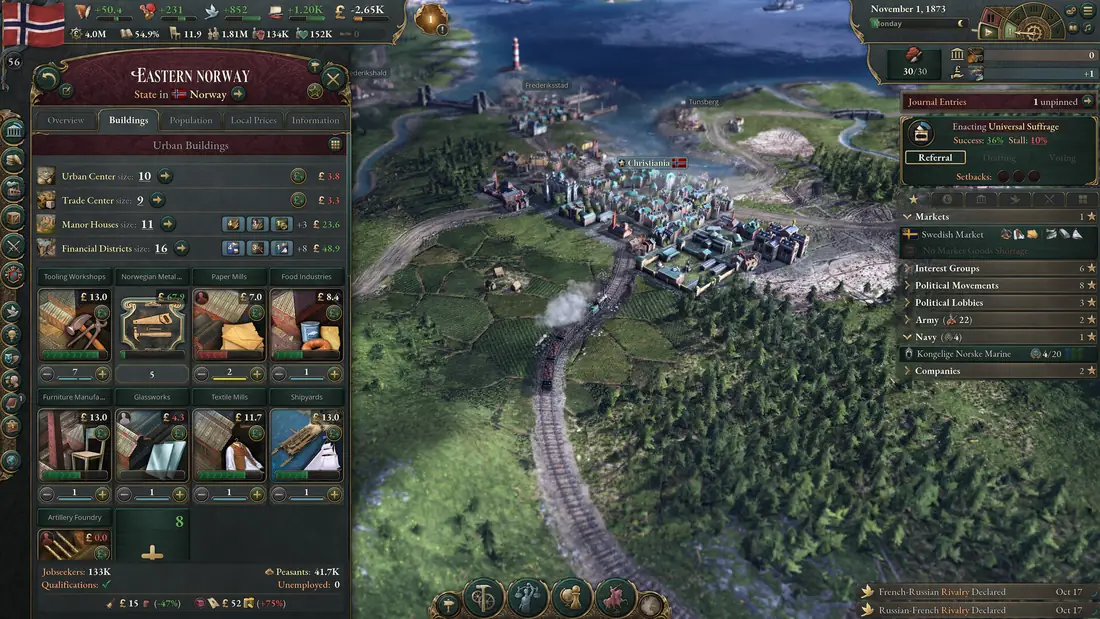 +50,4 +231 +852 +1.20K -2,65K
4.0M 54.9% 11.9 1.81M 134K 152K 0
56
November 1, 1873
Monday
30/30
0
+1
EASTERN NORWAY
State in Norway
Overview Buildings Population Local Prices Information
Urban Buildings
Urban Center size: 10 £ 3.8
Trade Center size: 9 £ 3.3
Manor Houses size: 11 +3 £ 23.6
Financial Districts size: 16 +8 £ 48.9
Tooling Workshops Norwegian Metal... Paper Mills Food Industries
£ 13.0 £ 67.9 £ 7.0 £ 8.4
7 5 2 1
Furniture Manufa... Glassworks Textile Mills Shipyards
£ 13.0 £ 4.3 £ 11.7 £ 13.0
1 1 1 1
Artillery Foundry 8
£ 0.0
Jobseekers: 133K Peasants: 41.7K
Qualifications: Unemployed: 0
£ 15 (-47%) £ 52 (+75%)
Frederiksstad
Tunsberg
Christiania
Journal Entries 1 unpinned
Enacting Universal Suffrage
Success: 36% Stall: 10%
Referral Drafting Voting
Setbacks:
Markets 1
Swedish Market
No Market Goods Shortage
Interest Groups 6
Political Movements 8
Political Lobbies 3
Army ( 22) 2
Navy ( 4) 1
Kongelige Norske Marine 4/20
Companies 2
French-Russian Rivalry Declared Oct 17
Russian-French Rivalry Declared Oct 17